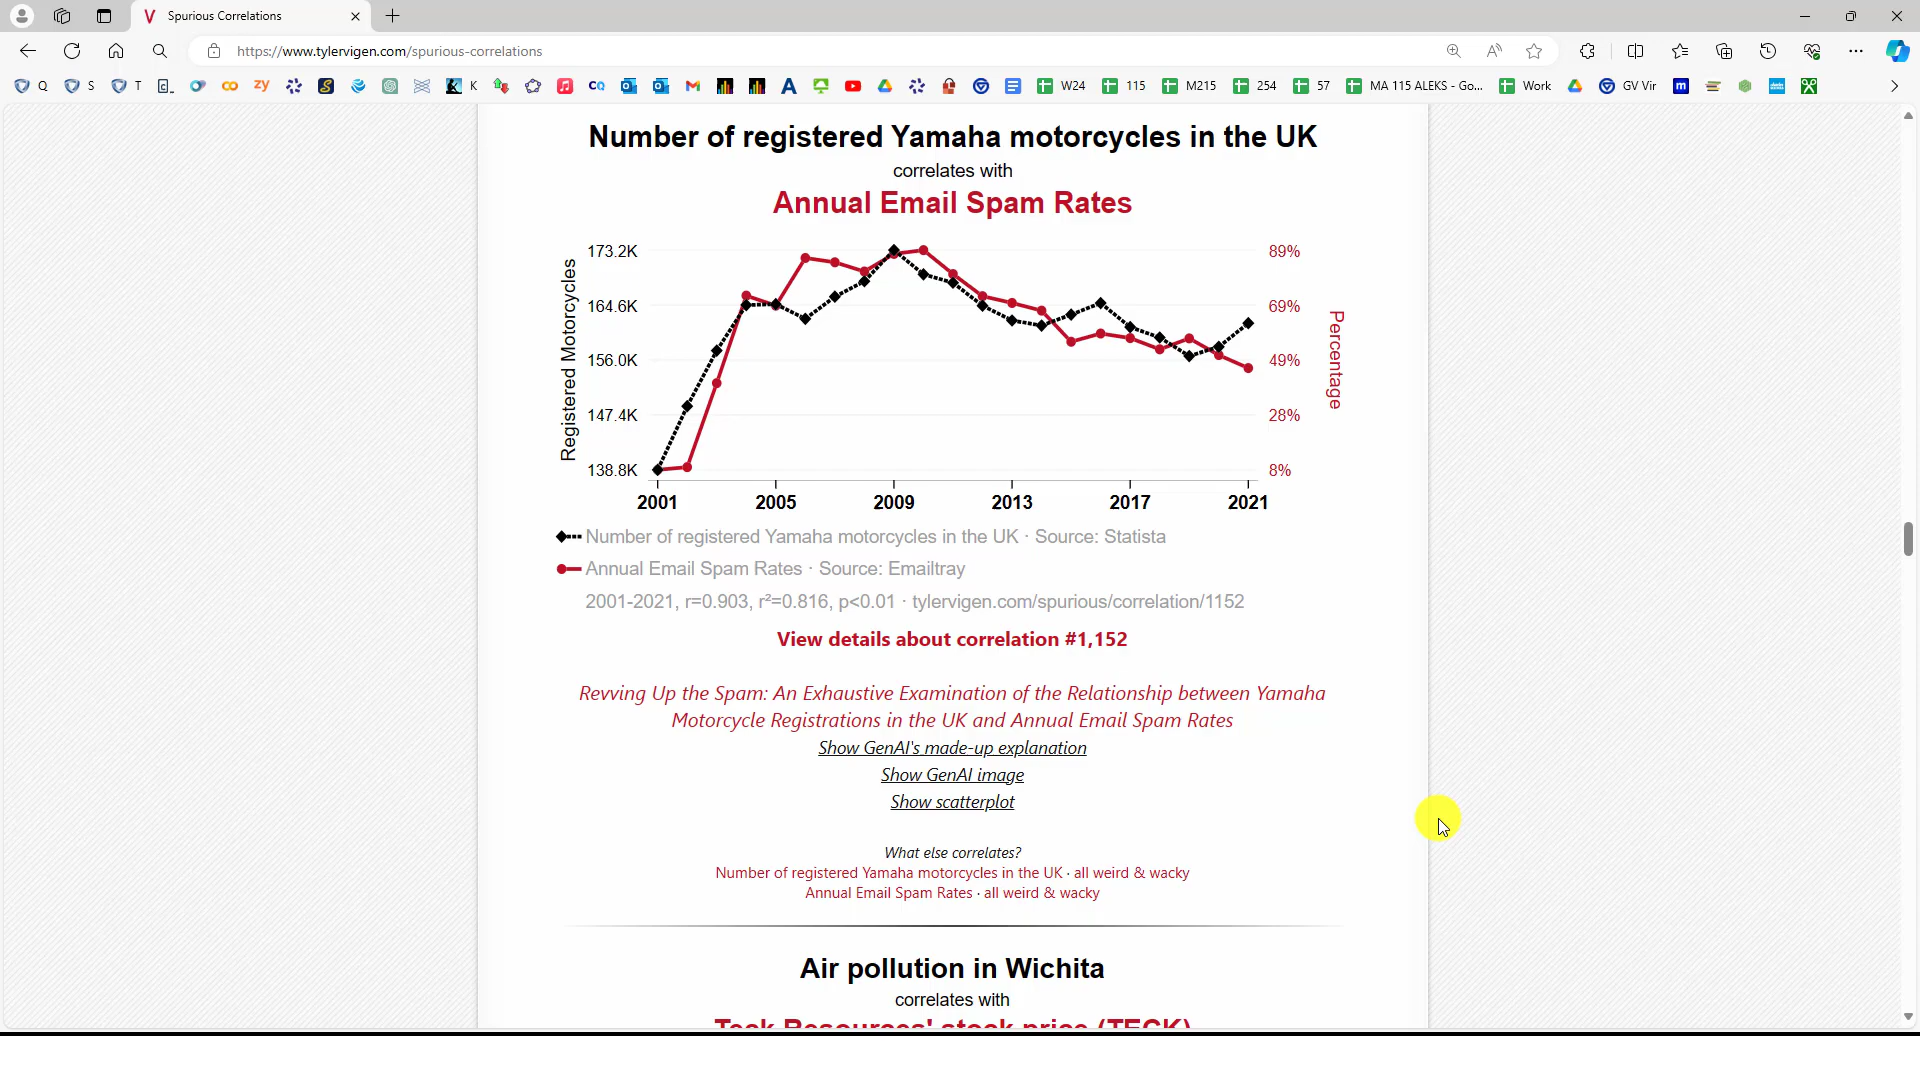 Spurious Correlations
https://www.tylervigen.com/spurious-correlations
Q S T K W24 115 M215 254 57 MA 115 ALEKS - Go... Work GV Vir
Number of registered Yamaha motorcycles in the UK
correlates with
Annual Email Spam Rates
173.2K
164.6K
156.0K
147.4K
138.8K
Registered Motorcycles
89%
69%
49%
28%
8%
Percentage
2001 2005 2009 2013 2017 2021
Number of registered Yamaha motorcycles in the UK · Source: Statista
Annual Email Spam Rates · Source: Emailtray
2001-2021, r=0.903, r²=0.816, p<0.01 · tylervigen.com/spurious/correlation/1152
View details about correlation #1,152
Revving Up the Spam: An Exhaustive Examination of the Relationship between Yamaha
Motorcycle Registrations in the UK and Annual Email Spam Rates
Show GenAI's made-up explanation
Show GenAI image
Show scatterplot
What else correlates?
Number of registered Yamaha motorcycles in the UK · all weird & wacky
Annual Email Spam Rates · all weird & wacky
Air pollution in Wichita
correlates with
Teck Resources' stock price (TECK)